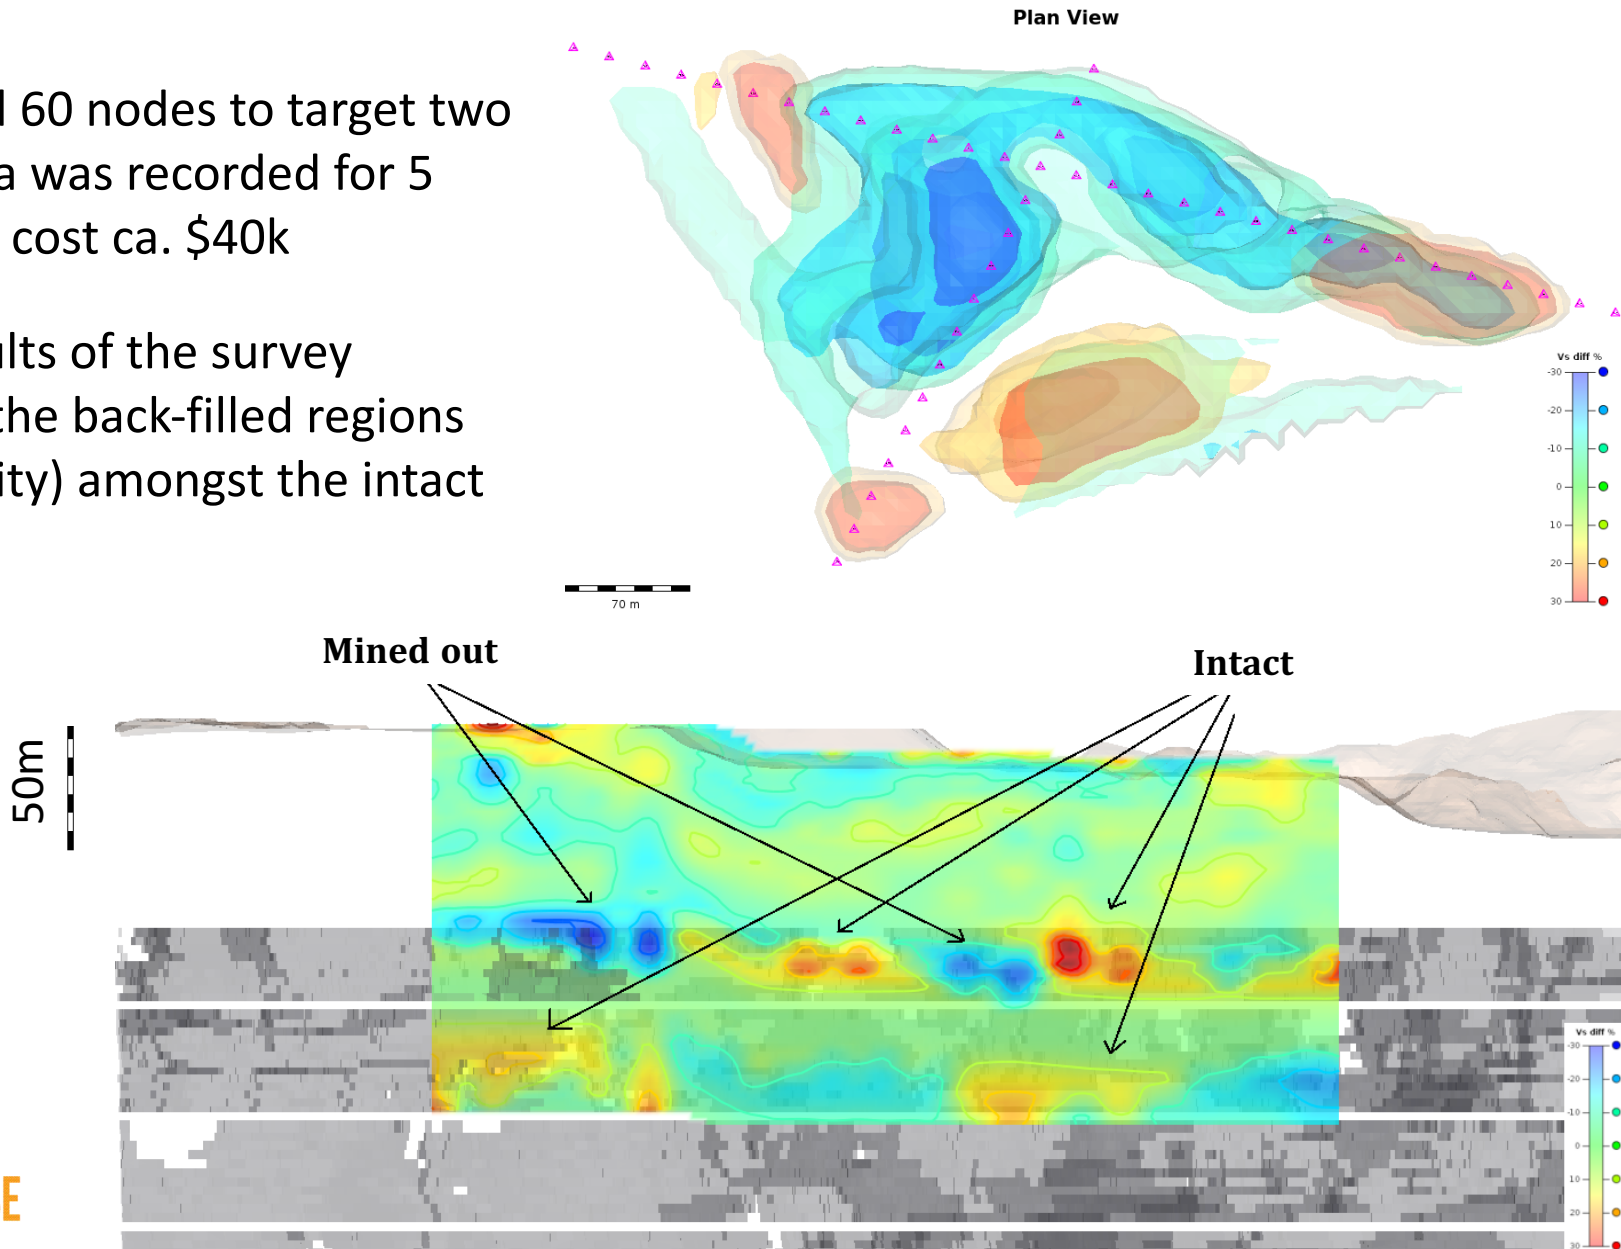 Plan View
l 60 nodes to target two
a was recorded for 5
cost ca. $40k
ults of the survey
the back-filled regions
ity) amongst the intact
Vs diff %
-30
-20
-10
0
10
20
30
70 m
Mined out
Intact
50m
Vs diff %
-30
-20
-10
0
10
20
30
E